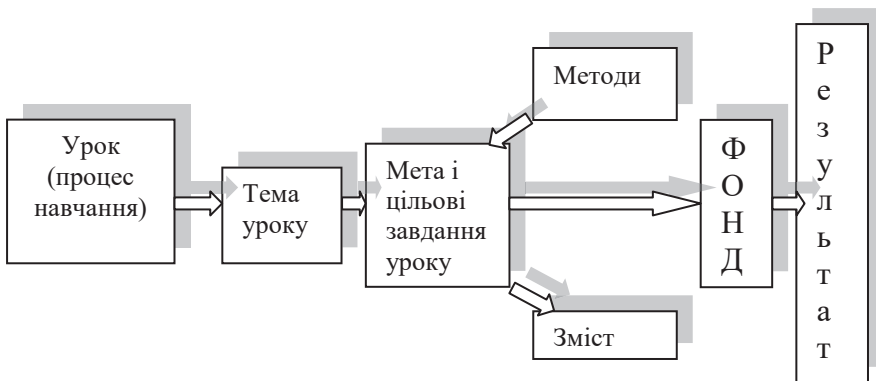 Урок
(процес
навчання)
Тема
уроку
Мета і
цільові
завдання
уроку
Методи
Зміст
Ф
О
Н
Д
Р
е
з
у
л
ь
т
а
т